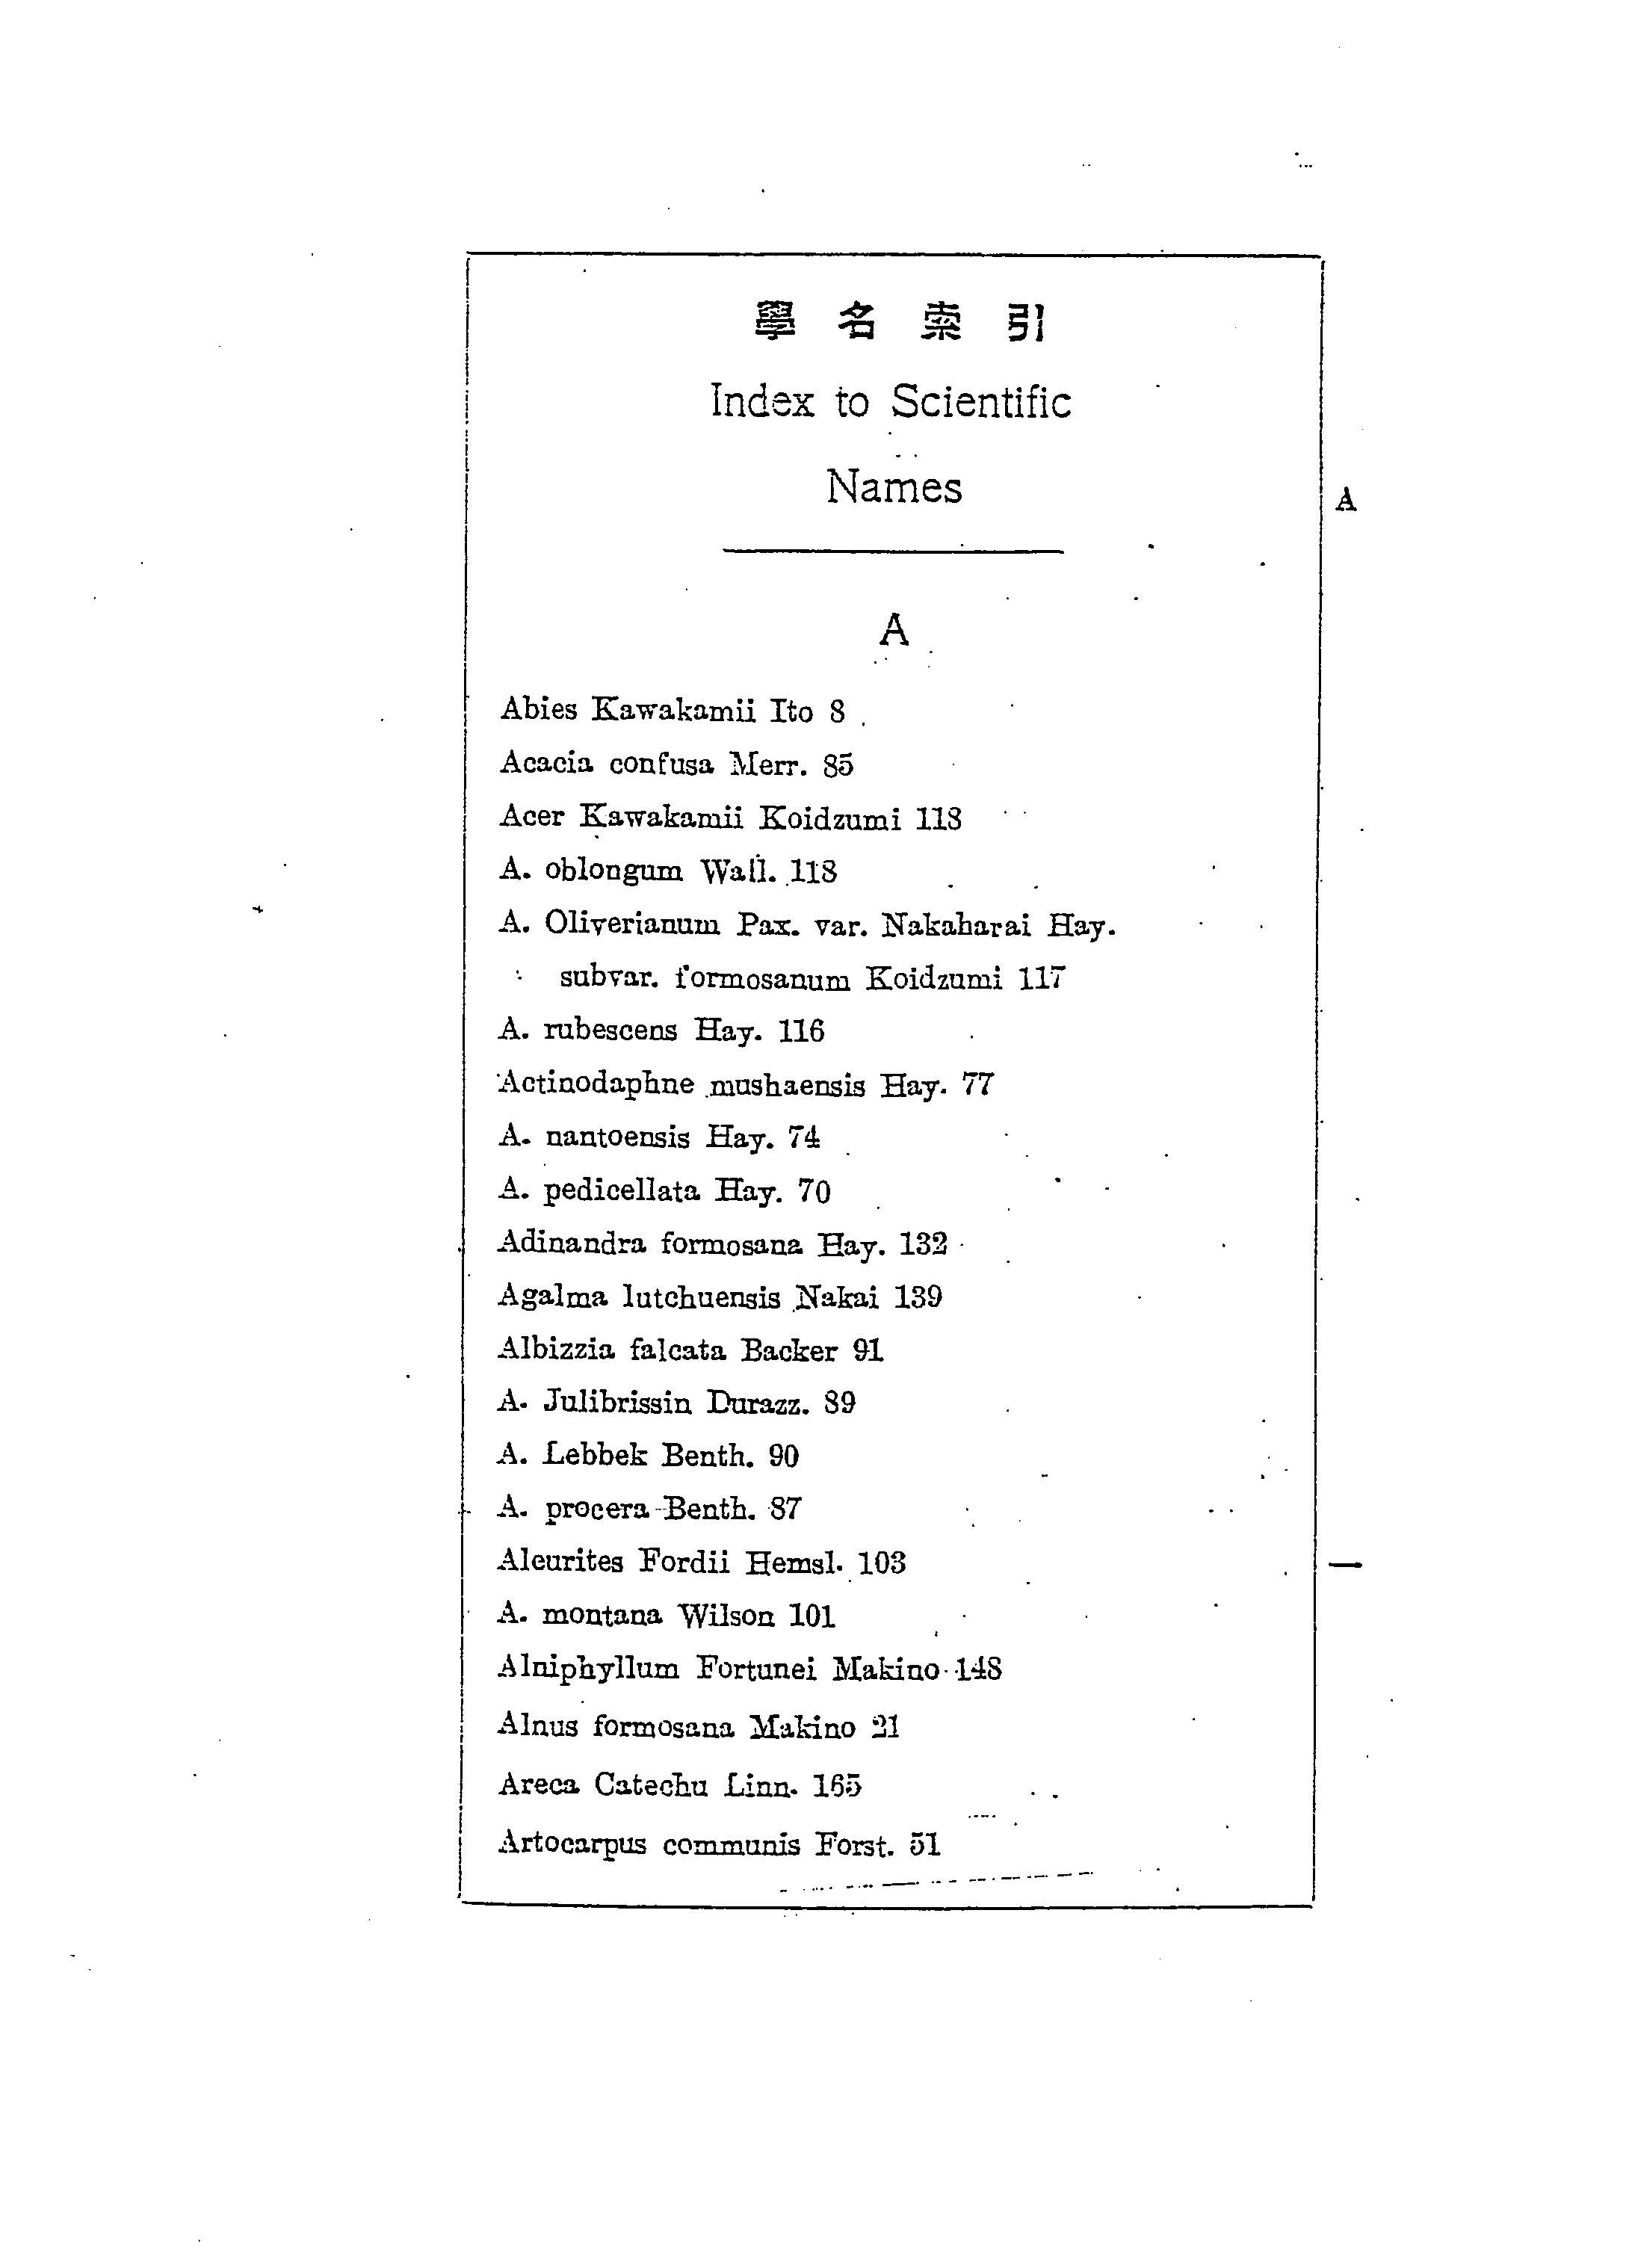 學名索引
Index to Scientific
Names
A
A
Abies Kawakamii Ito 8
Acacia confusa Merr. 85
Acer Kawakamii Koidzumi 118
A. oblongum Wall. 118
A. Oliverianum Pax. var. Nakaharai Hay.
subvar. formosanum Koidzumi 117
A. rubescens Hay. 116
Actinodaphne mushaensis Hay. 77
A. nantoensis Hay. 74
A. pedicellata Hay. 70
Adinandra formosana Hay. 132
Agalma lutchuensis Nakai 139
Albizzia falcata Backer 91
A. Julibrissin Durazz. 89
A. Lebbek Benth. 90
A. procera Benth. 87
Aleurites Fordii Hemsl. 103
A. montana Wilson 101
Alniphyllum Fortunei Makino 148
Alnus formosana Makino 21
Areca Catechu Linn. 165
Artocarpus communis Forst. 51
一